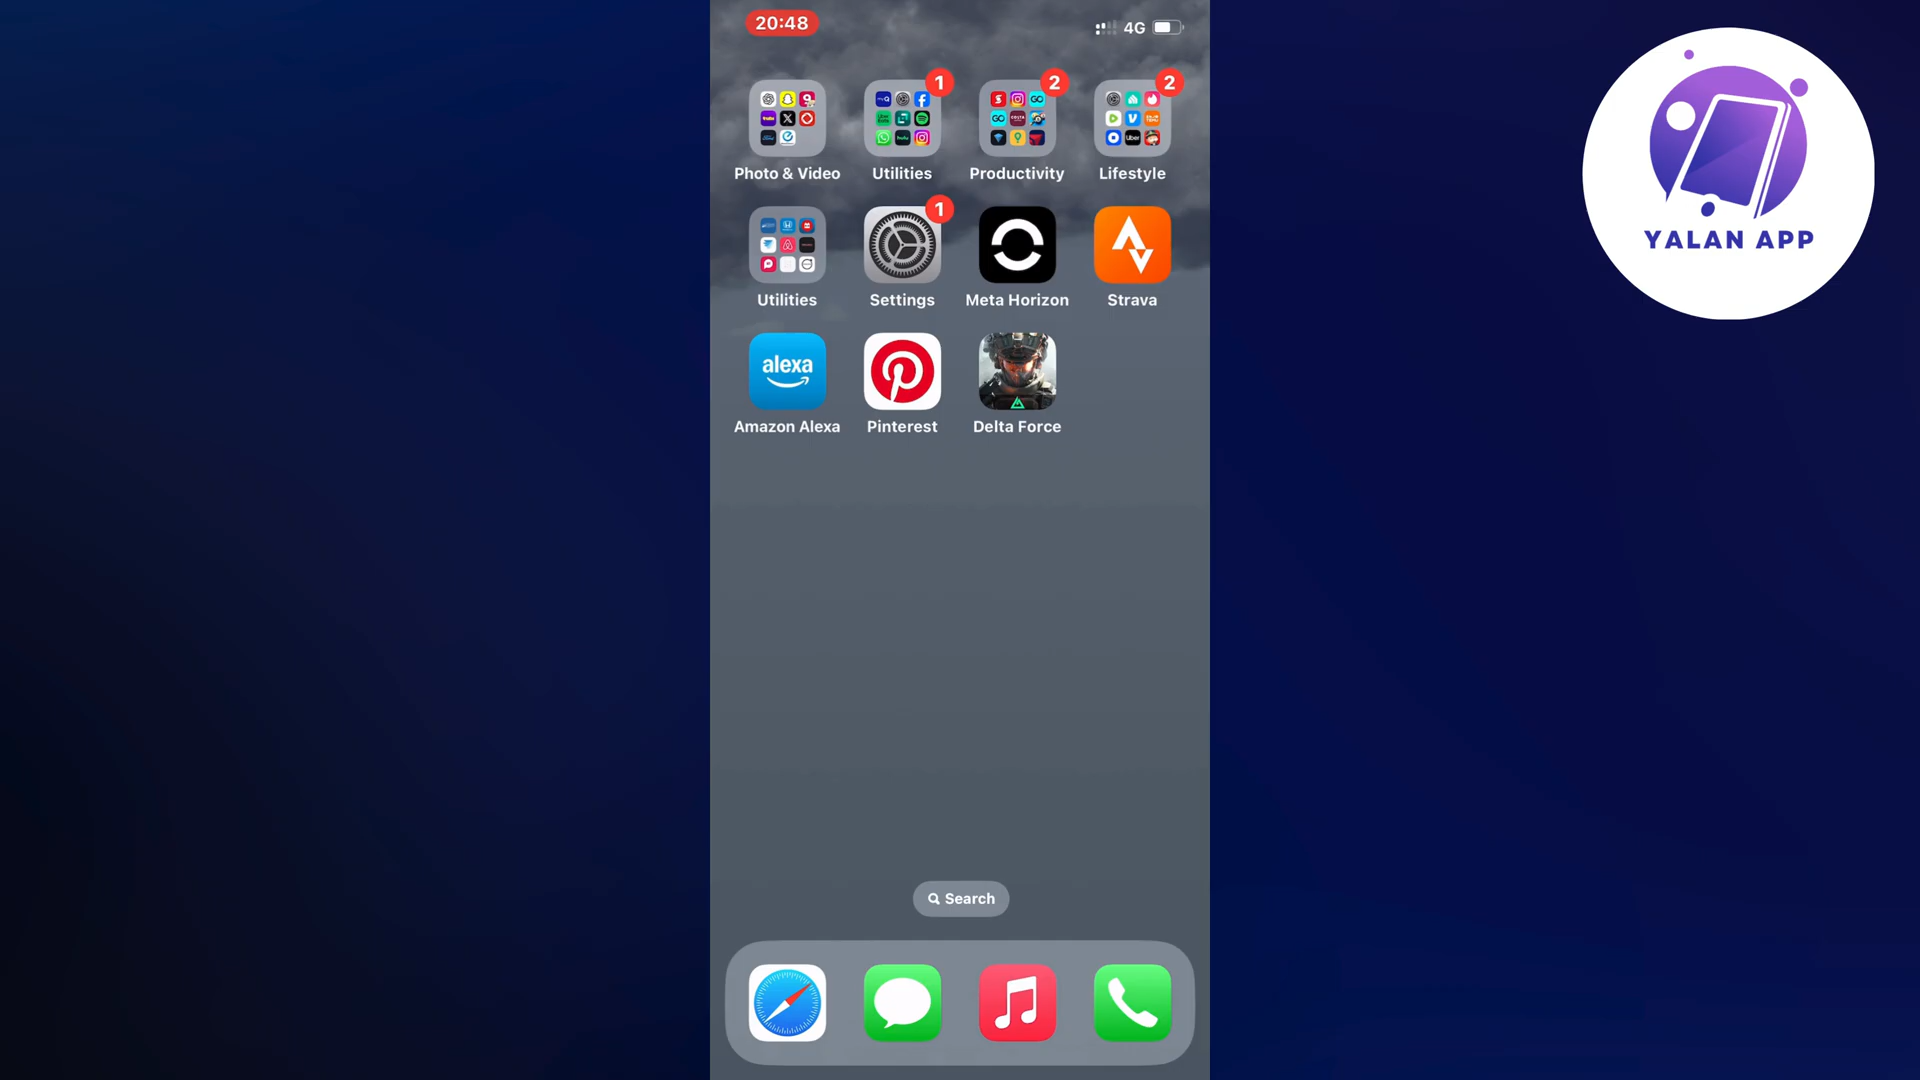 20:48
4G
YALAN APP
1
2
2
Photo & Video
Utilities
Productivity
Lifestyle
1
Utilities
Settings
Meta Horizon
Strava
alexa
Amazon Alexa
Pinterest
Delta Force
Search